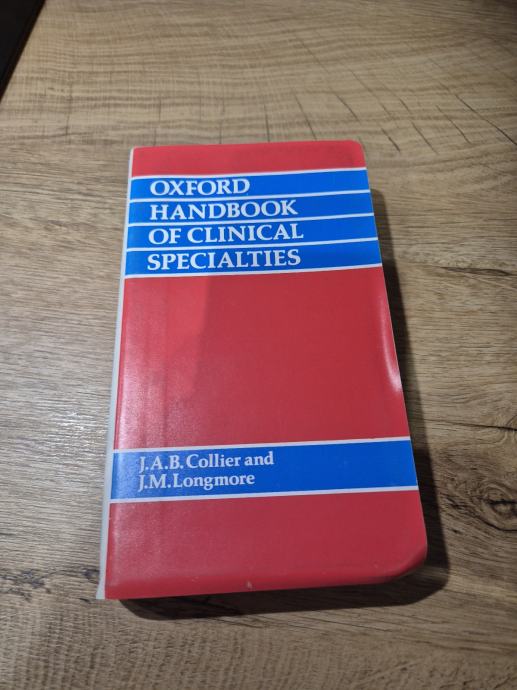 OXFORD
HANDBOOK
OF CLINICAL
SPECIALTIES
J.A.B. Collier and
J.M. Longmore